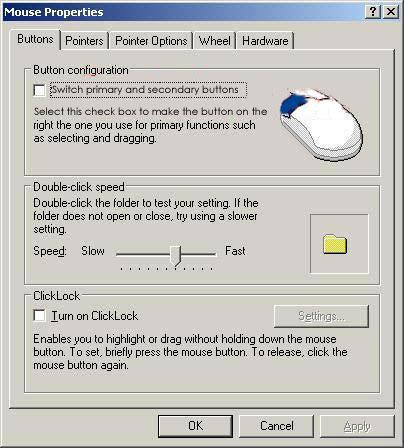 Mouse Properties
Buttons Pointers Pointer Options Wheel Hardware
Button configuration
Switch primary and secondary buttons
Select this check box to make the button on the
right the one you use for primary functions such
as selecting and dragging.
Double-click speed
Double-click the folder to test your setting. If the
folder does not open or close, try using a slower
setting.
Speed: Slow Fast
ClickLock
Turn on ClickLock Settings...
Enables you to highlight or drag without holding down the mouse
button. To set, briefly press the mouse button. To release, click the
mouse button again.
OK Cancel Apply